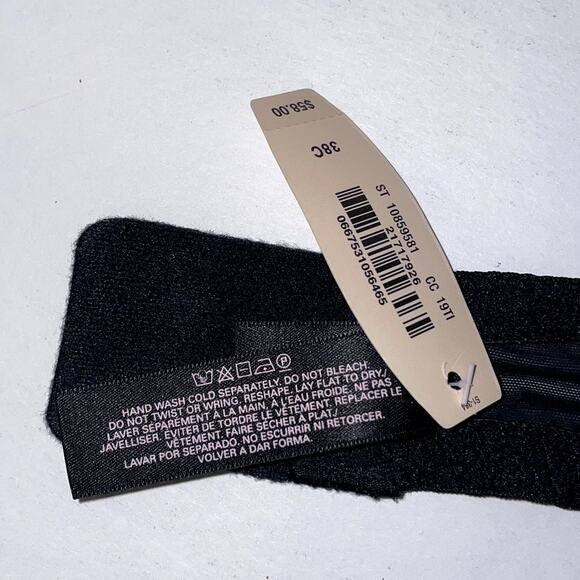 $58.00
38C
ST 10859581 CC 19TI
21717926
0667531056465
HAND WASH COLD SEPARATELY. DO NOT BLEACH.
DO NOT TWIST OR WRING. RESHAPE. LAY FLAT TO DRY./
LAVER SÉPARÉMENT À LA MAIN, À L'EAU FROIDE. NE PAS
JAVELLISER. ÉVITER DE TORDRE LE VÊTEMENT. REPLACER LE
VÊTEMENT. FAIRE SÉCHER À PLAT./
LAVAR POR SEPARADO. NO ESCURRIR NI RETORCER.
VOLVER A DAR FORMA.